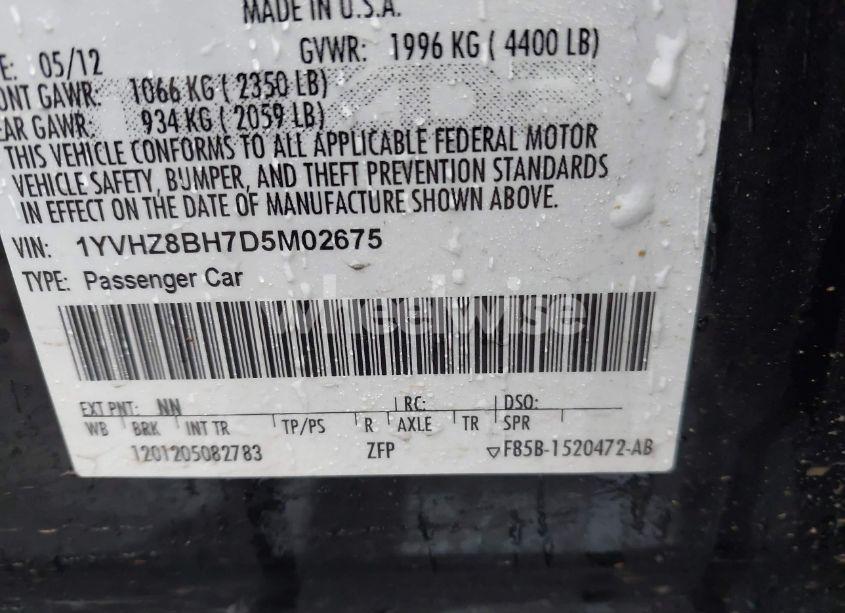 MADE IN U.S.A.
05/12 GVWR: 1996 KG ( 4400 LB)
GAWR: 1066 KG ( 2350 LB)
GAWR: 934 KG ( 2059 LB)
THIS VEHICLE CONFORMS TO ALL APPLICABLE FEDERAL MOTOR
VEHICLE SAFETY, BUMPER, AND THEFT PREVENTION STANDARDS
IN EFFECT ON THE DATE OF MANUFACTURE SHOWN ABOVE.
VIN: 1YVHZ8BH7D5M02675
TYPE: Passenger Car
wheelwise
EXT PNT: NN RC: DSO:
WB BRK INT TR TP/PS R AXLE TR SPR
1201205082783 ZFP F85B-1520472-AB